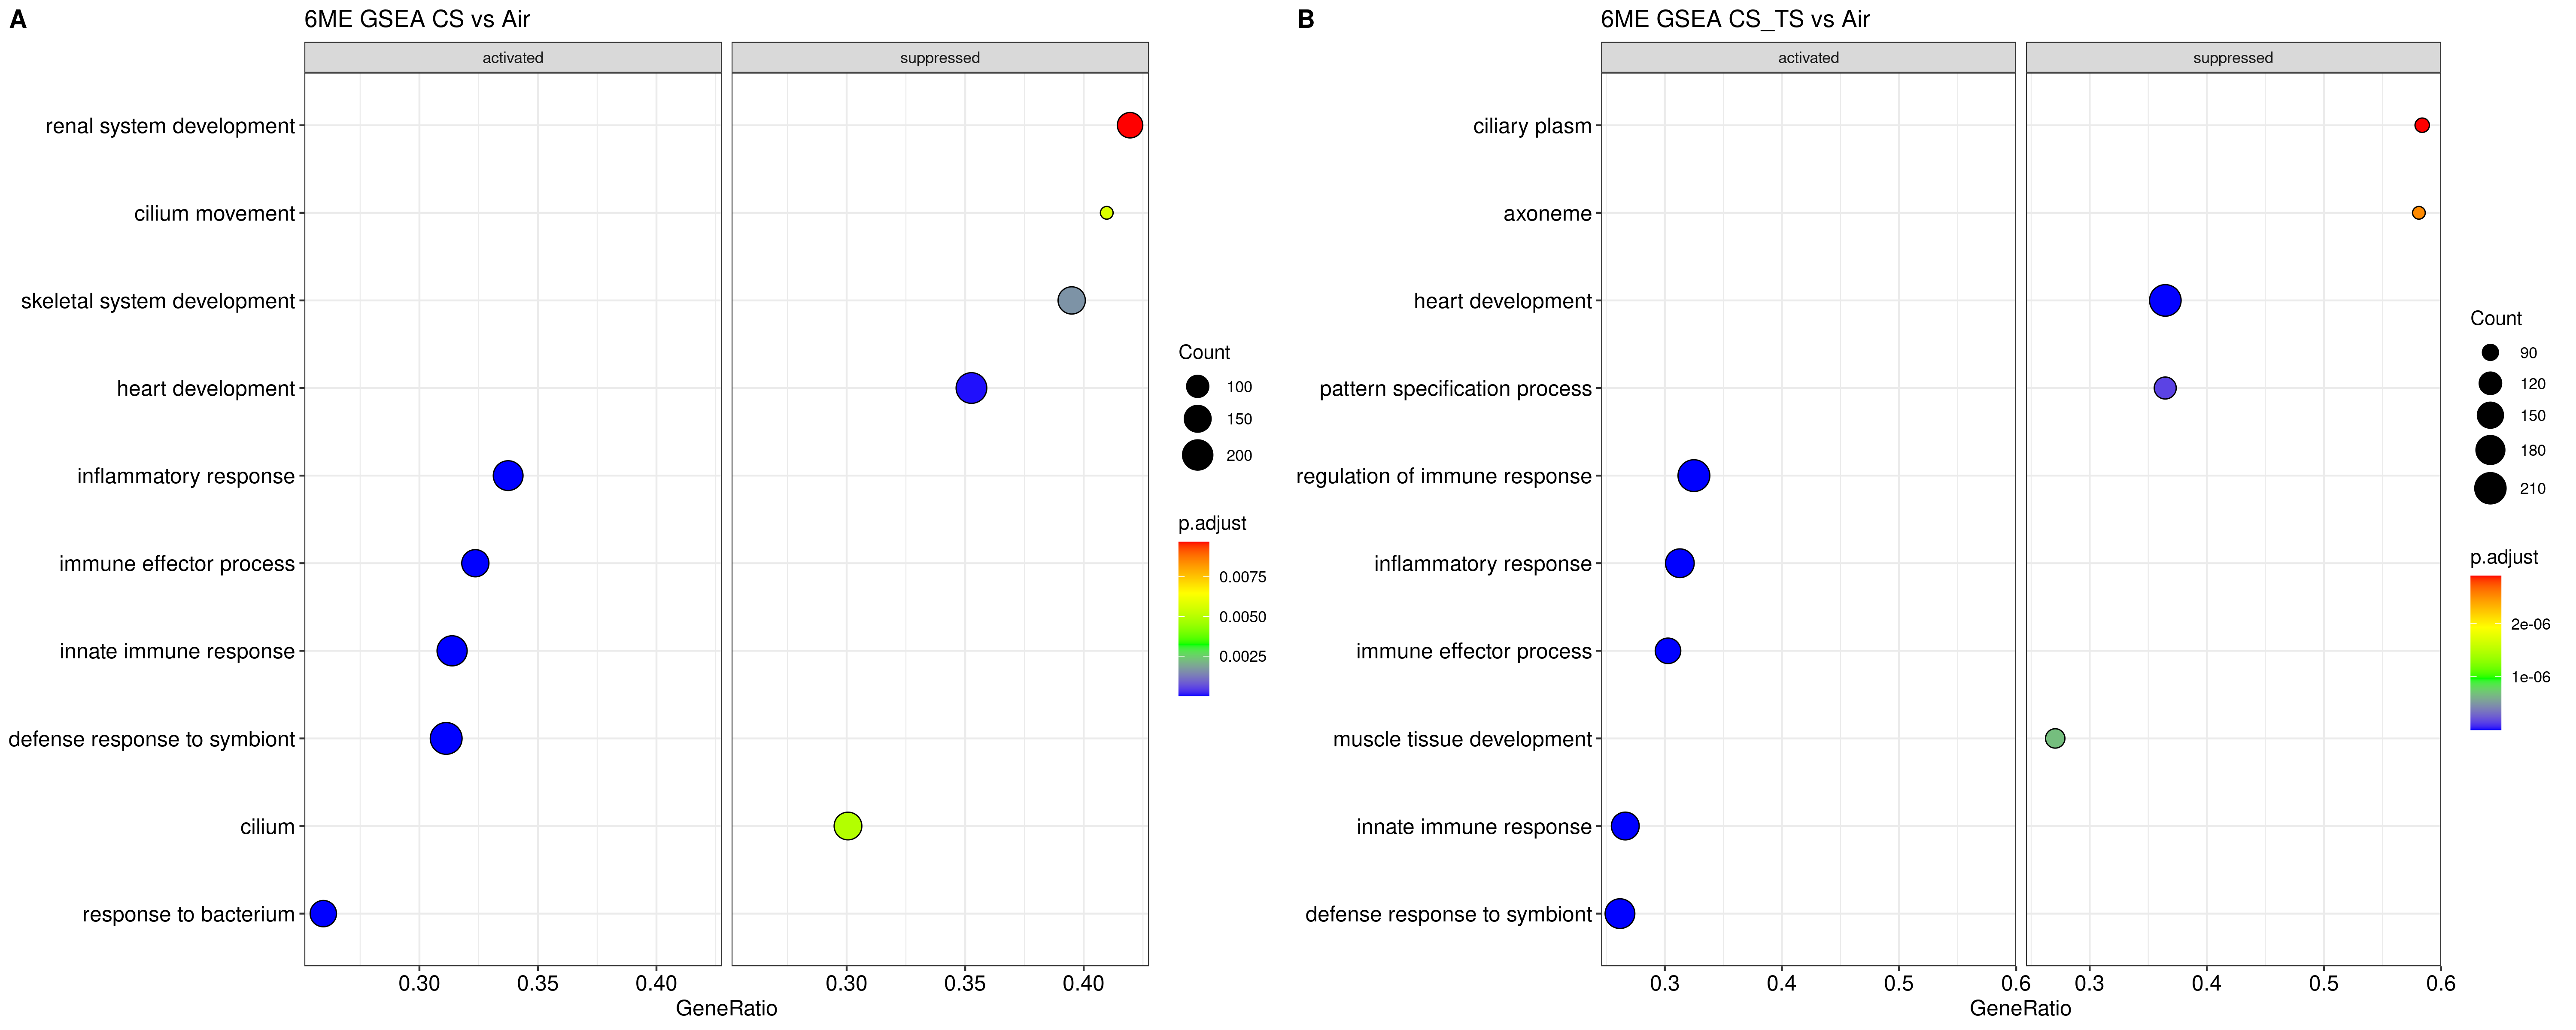 A
6ME GSEA CS vs Air
activated
suppressed
renal system development
cilium movement
skeletal system development
heart development
inflammatory response
immune effector process
innate immune response
defense response to symbiont
cilium
response to bacterium
0.30 0.35 0.40
0.30 0.35 0.40
GeneRatio
Count
100
150
200
p.adjust
0.0075
0.0050
0.0025
B
6ME GSEA CS_TS vs Air
activated
suppressed
ciliary plasm
axoneme
heart development
pattern specification process
regulation of immune response
inflammatory response
immune effector process
muscle tissue development
innate immune response
defense response to symbiont
0.3 0.4 0.5 0.6
0.3 0.4 0.5 0.6
GeneRatio
Count
90
120
150
180
210
p.adjust
2e-06
1e-06